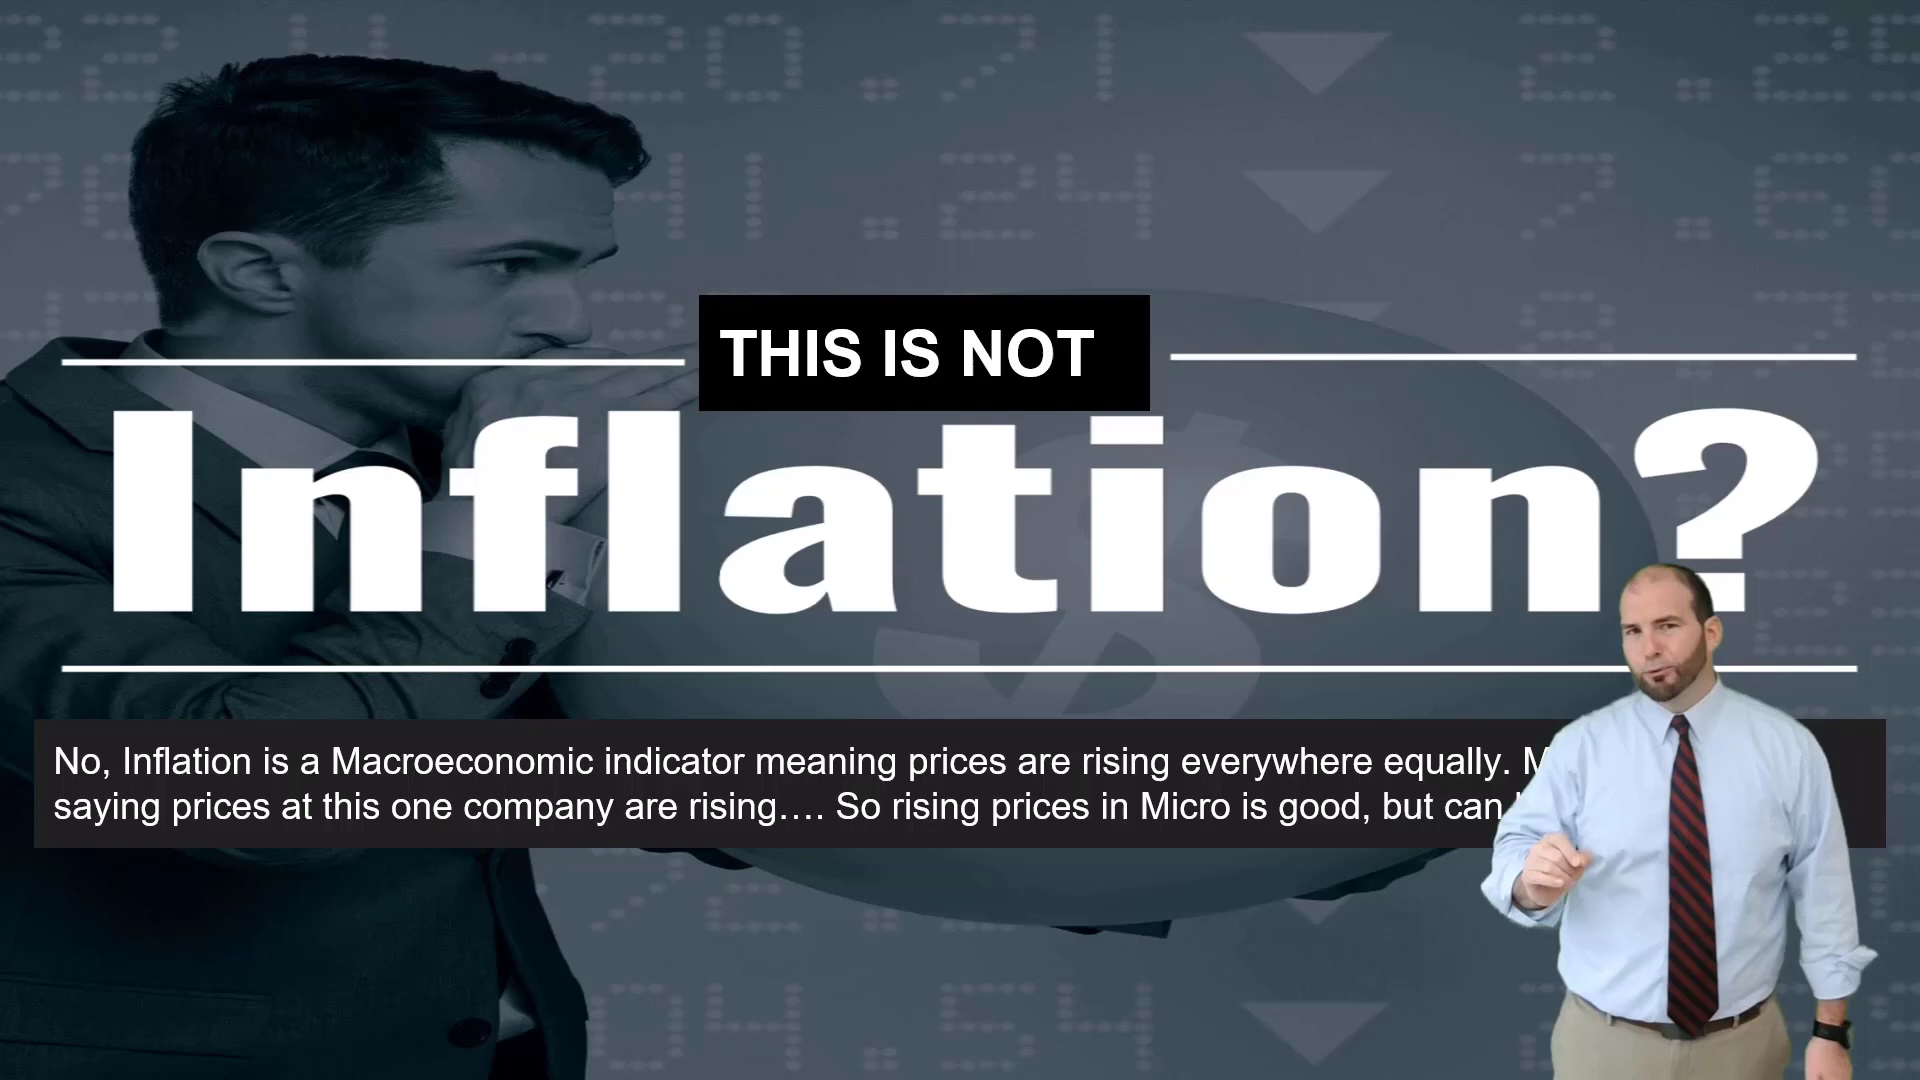 THIS IS NOT
Inflation?
No, Inflation is a Macroeconomic indicator meaning prices are rising everywhere equally.
saying prices at this one company are rising…. So rising prices in Micro is good, but can